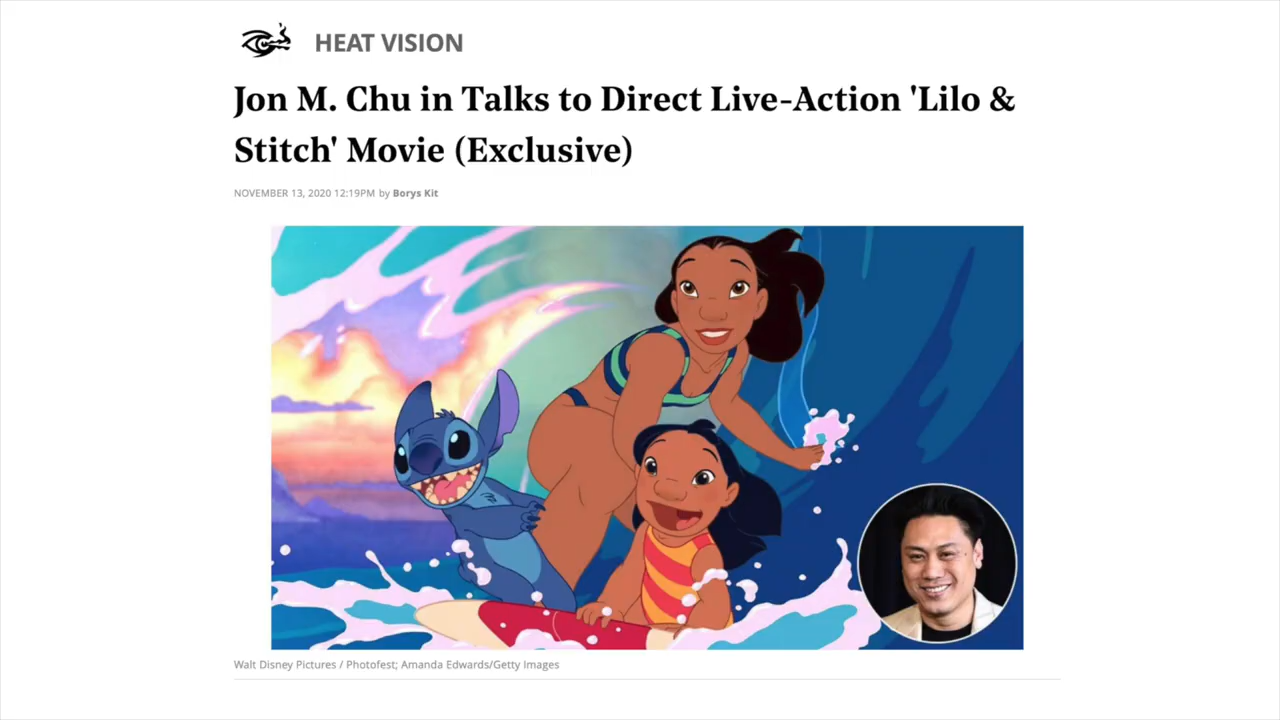 HEAT VISION
Jon M. Chu in Talks to Direct Live-Action 'Lilo &
Stitch' Movie (Exclusive)
NOVEMBER 13, 2020 12:19PM by Borys Kit
Walt Disney Pictures / Photofest; Amanda Edwards/Getty Images